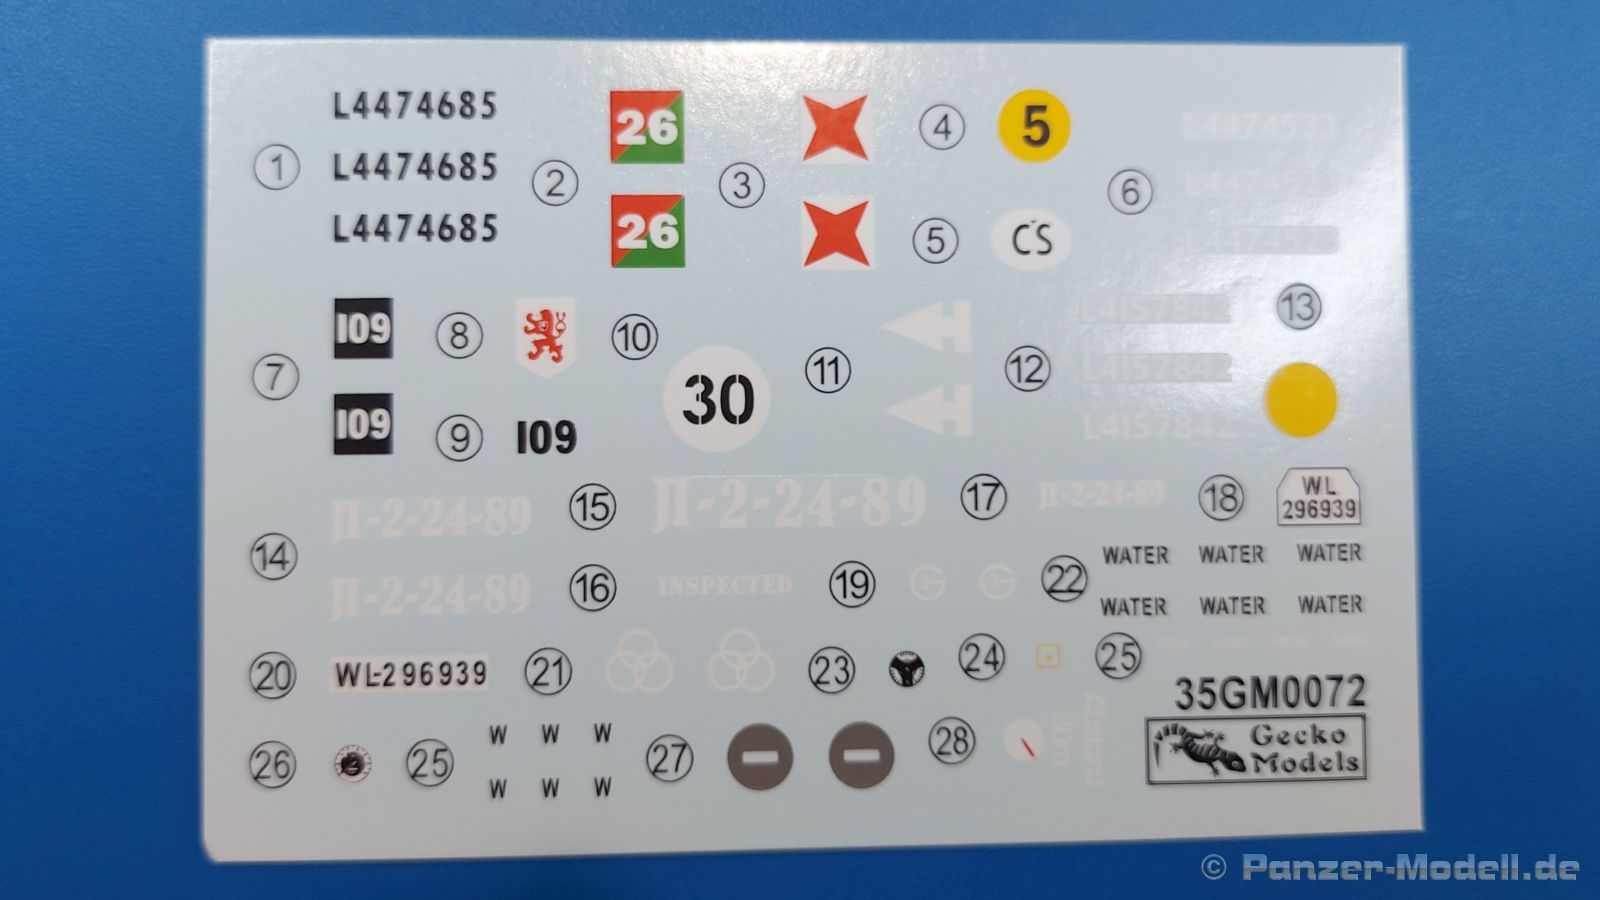 L4474685
L4474685
L4474685
1
26
26
2
3
4
5
5
CS
6
L4474523
L4474523
L4474523
109
109
7
8
9
109
10
30
11
12
L4157842
L4157842
L4157842
13
14
Л-2-24-89
Л-2-24-89
15
Л-2-24-89
16
INSPECTED
17
Л-2-24-89
18
WL
296939
19
20
WL-296939
21
22
WATER WATER WATER
WATER WATER WATER
23
24
25
26
25
W W W
W W W
27
28
35GM0072
Gecko
Models
© Panzer-Modell.de